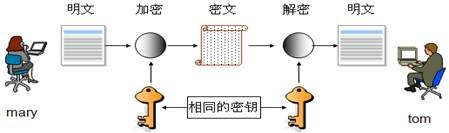 明文 加密 密文 解密 明文
相同的密钥
mary tom